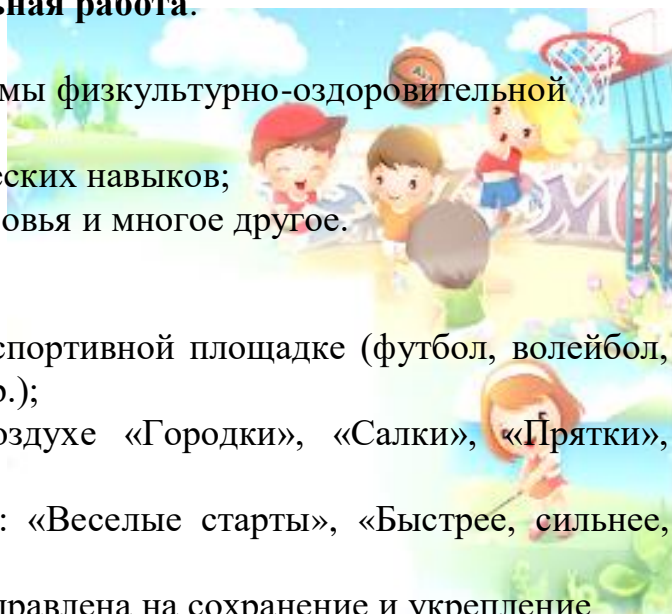 ьная работа.
мы физкультурно-оздоровительной
еских навыков;
овья и многое другое.
спортивной площадке (футбол, волейбол,
р.);
оздухе «Городки», «Салки», «Прятки»,
: «Веселые старты», «Быстрее, сильнее,
правлена на сохранение и укрепление